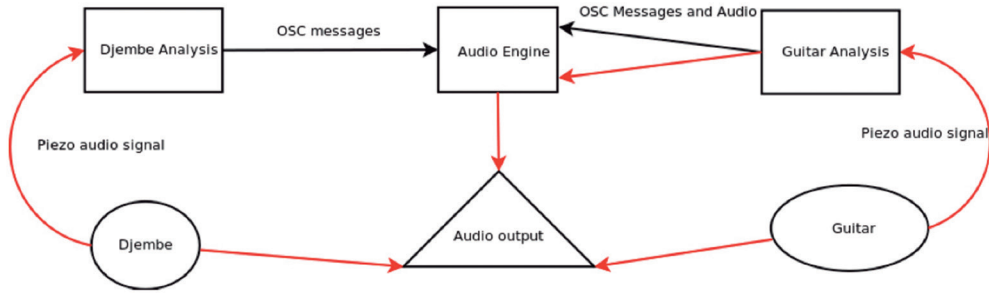 OSC Messages and Audio
OSC messages
Djembe Analysis
Audio Engine
Guitar Analysis
Piezo audio signal
Piezo audio signal
Djembe
Audio output
Guitar